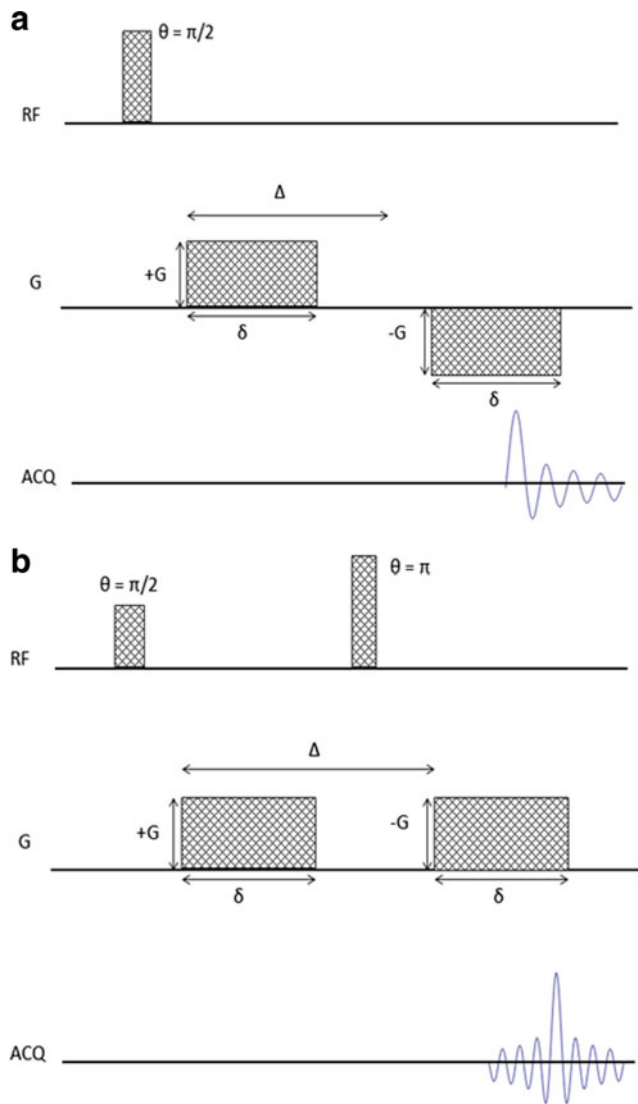 a
θ = π/2
RF
Δ
+G
G
δ
-G
δ
ACQ
b
θ = π/2
θ = π
RF
Δ
+G
-G
G
δ
δ
ACQ